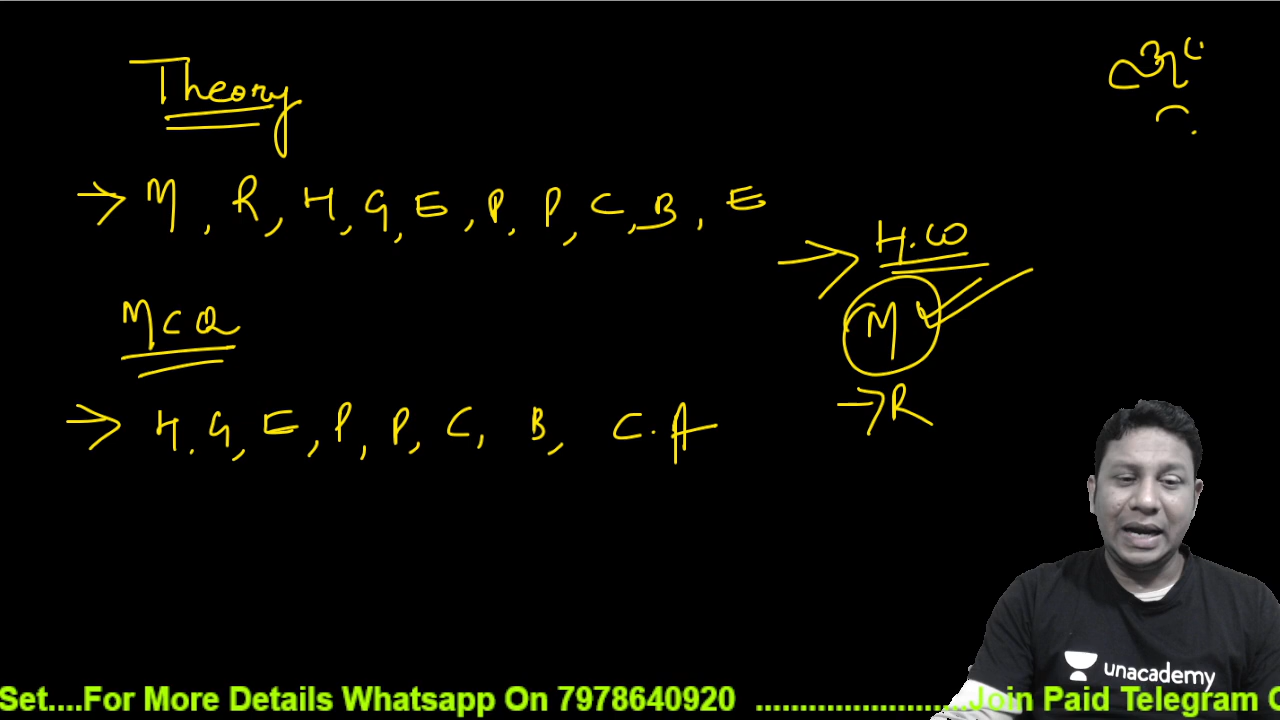 Theory
→ M, R, H, G, E, P, P, C, B, E
→ H.W
M ✓
→ R
MCQ
→ H, G, E, P, P, C, B, C.A
unacademy
Set....For More Details Whatsapp On 7978640920 ........................Join Paid Telegram